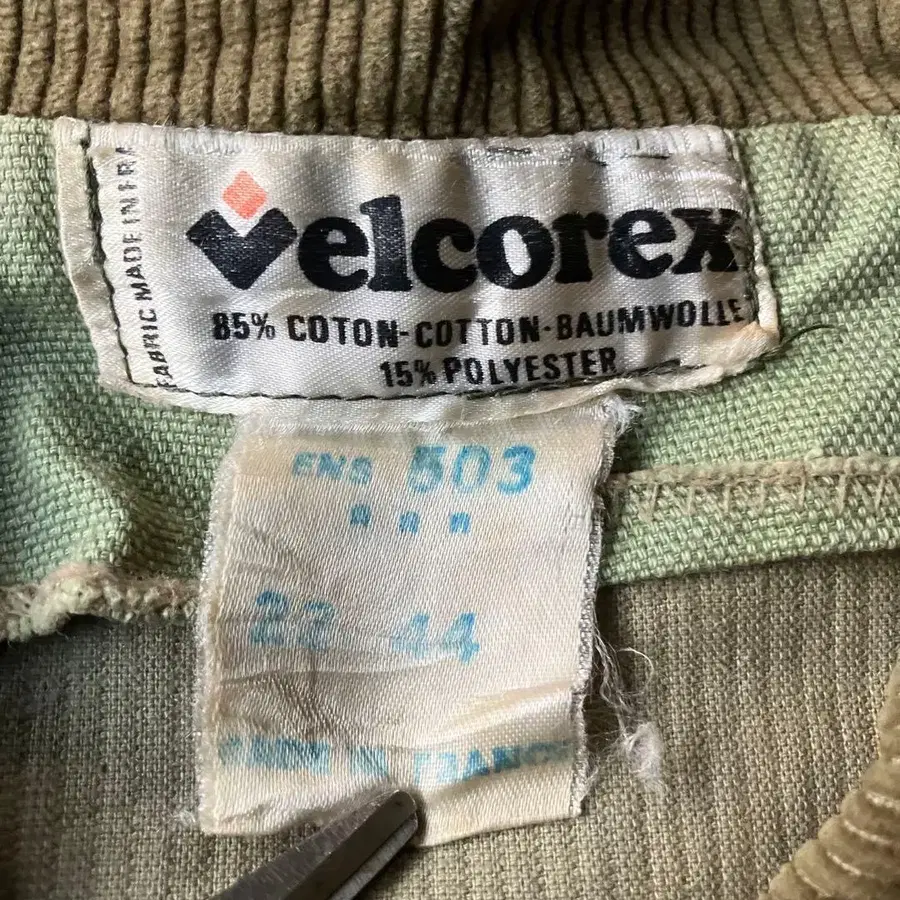 FABRIC MADE IN FRA
velcorex
85% COTON-COTTON-BAUMWOLLE
15% POLYESTER
ENS 503
22 44
MADE IN FRANCE